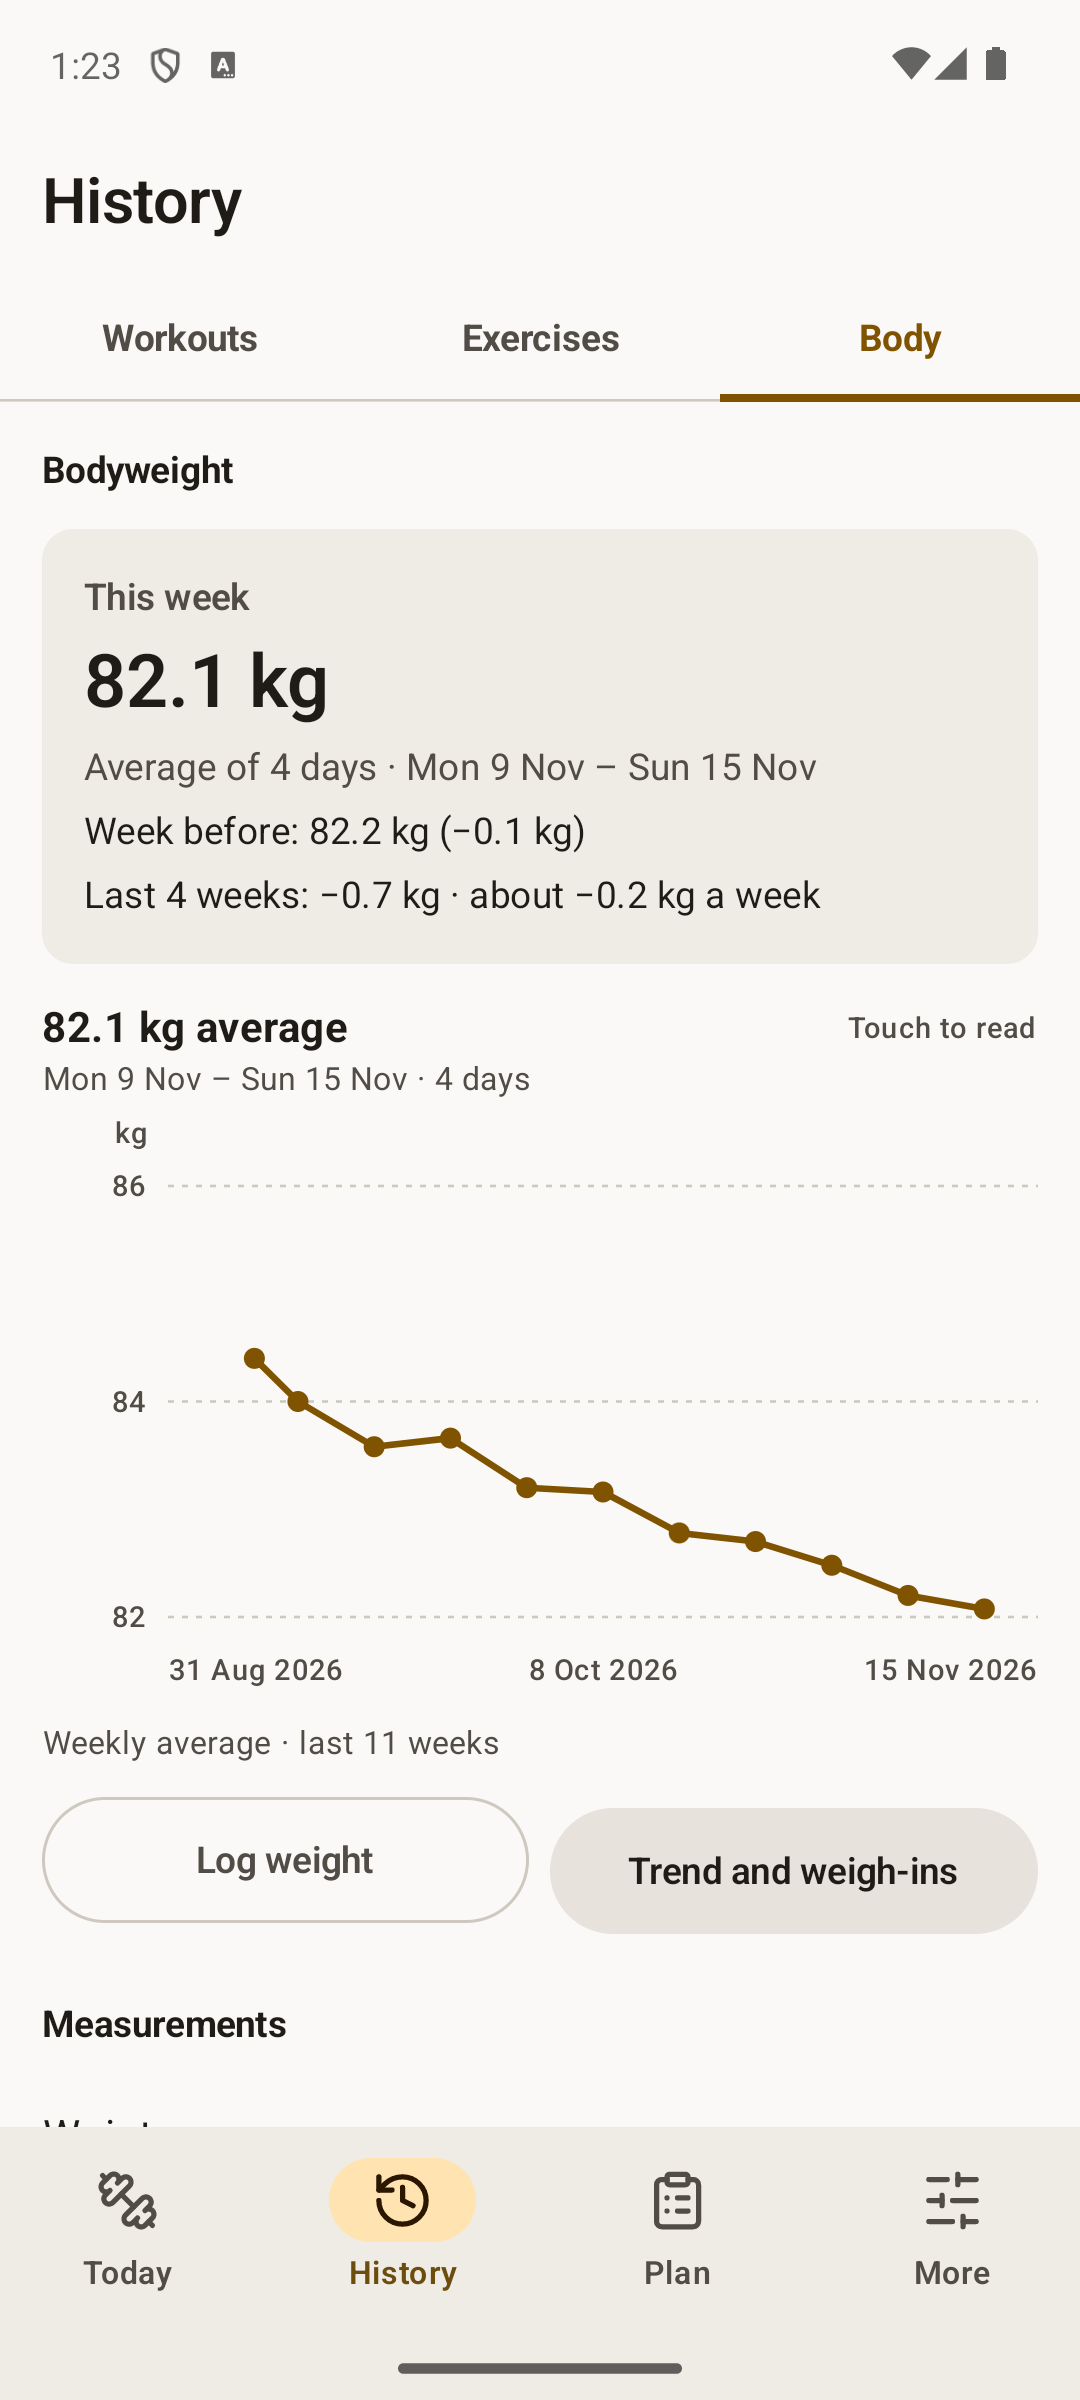 1:23
History
Workouts
Exercises
Body
Bodyweight
This week
82.1 kg
Average of 4 days · Mon 9 Nov – Sun 15 Nov
Week before: 82.2 kg (−0.1 kg)
Last 4 weeks: −0.7 kg · about −0.2 kg a week
82.1 kg average
Touch to read
Mon 9 Nov – Sun 15 Nov · 4 days
kg
86
84
82
31 Aug 2026
8 Oct 2026
15 Nov 2026
Weekly average · last 11 weeks
Log weight
Trend and weigh-ins
Measurements
Today
History
Plan
More